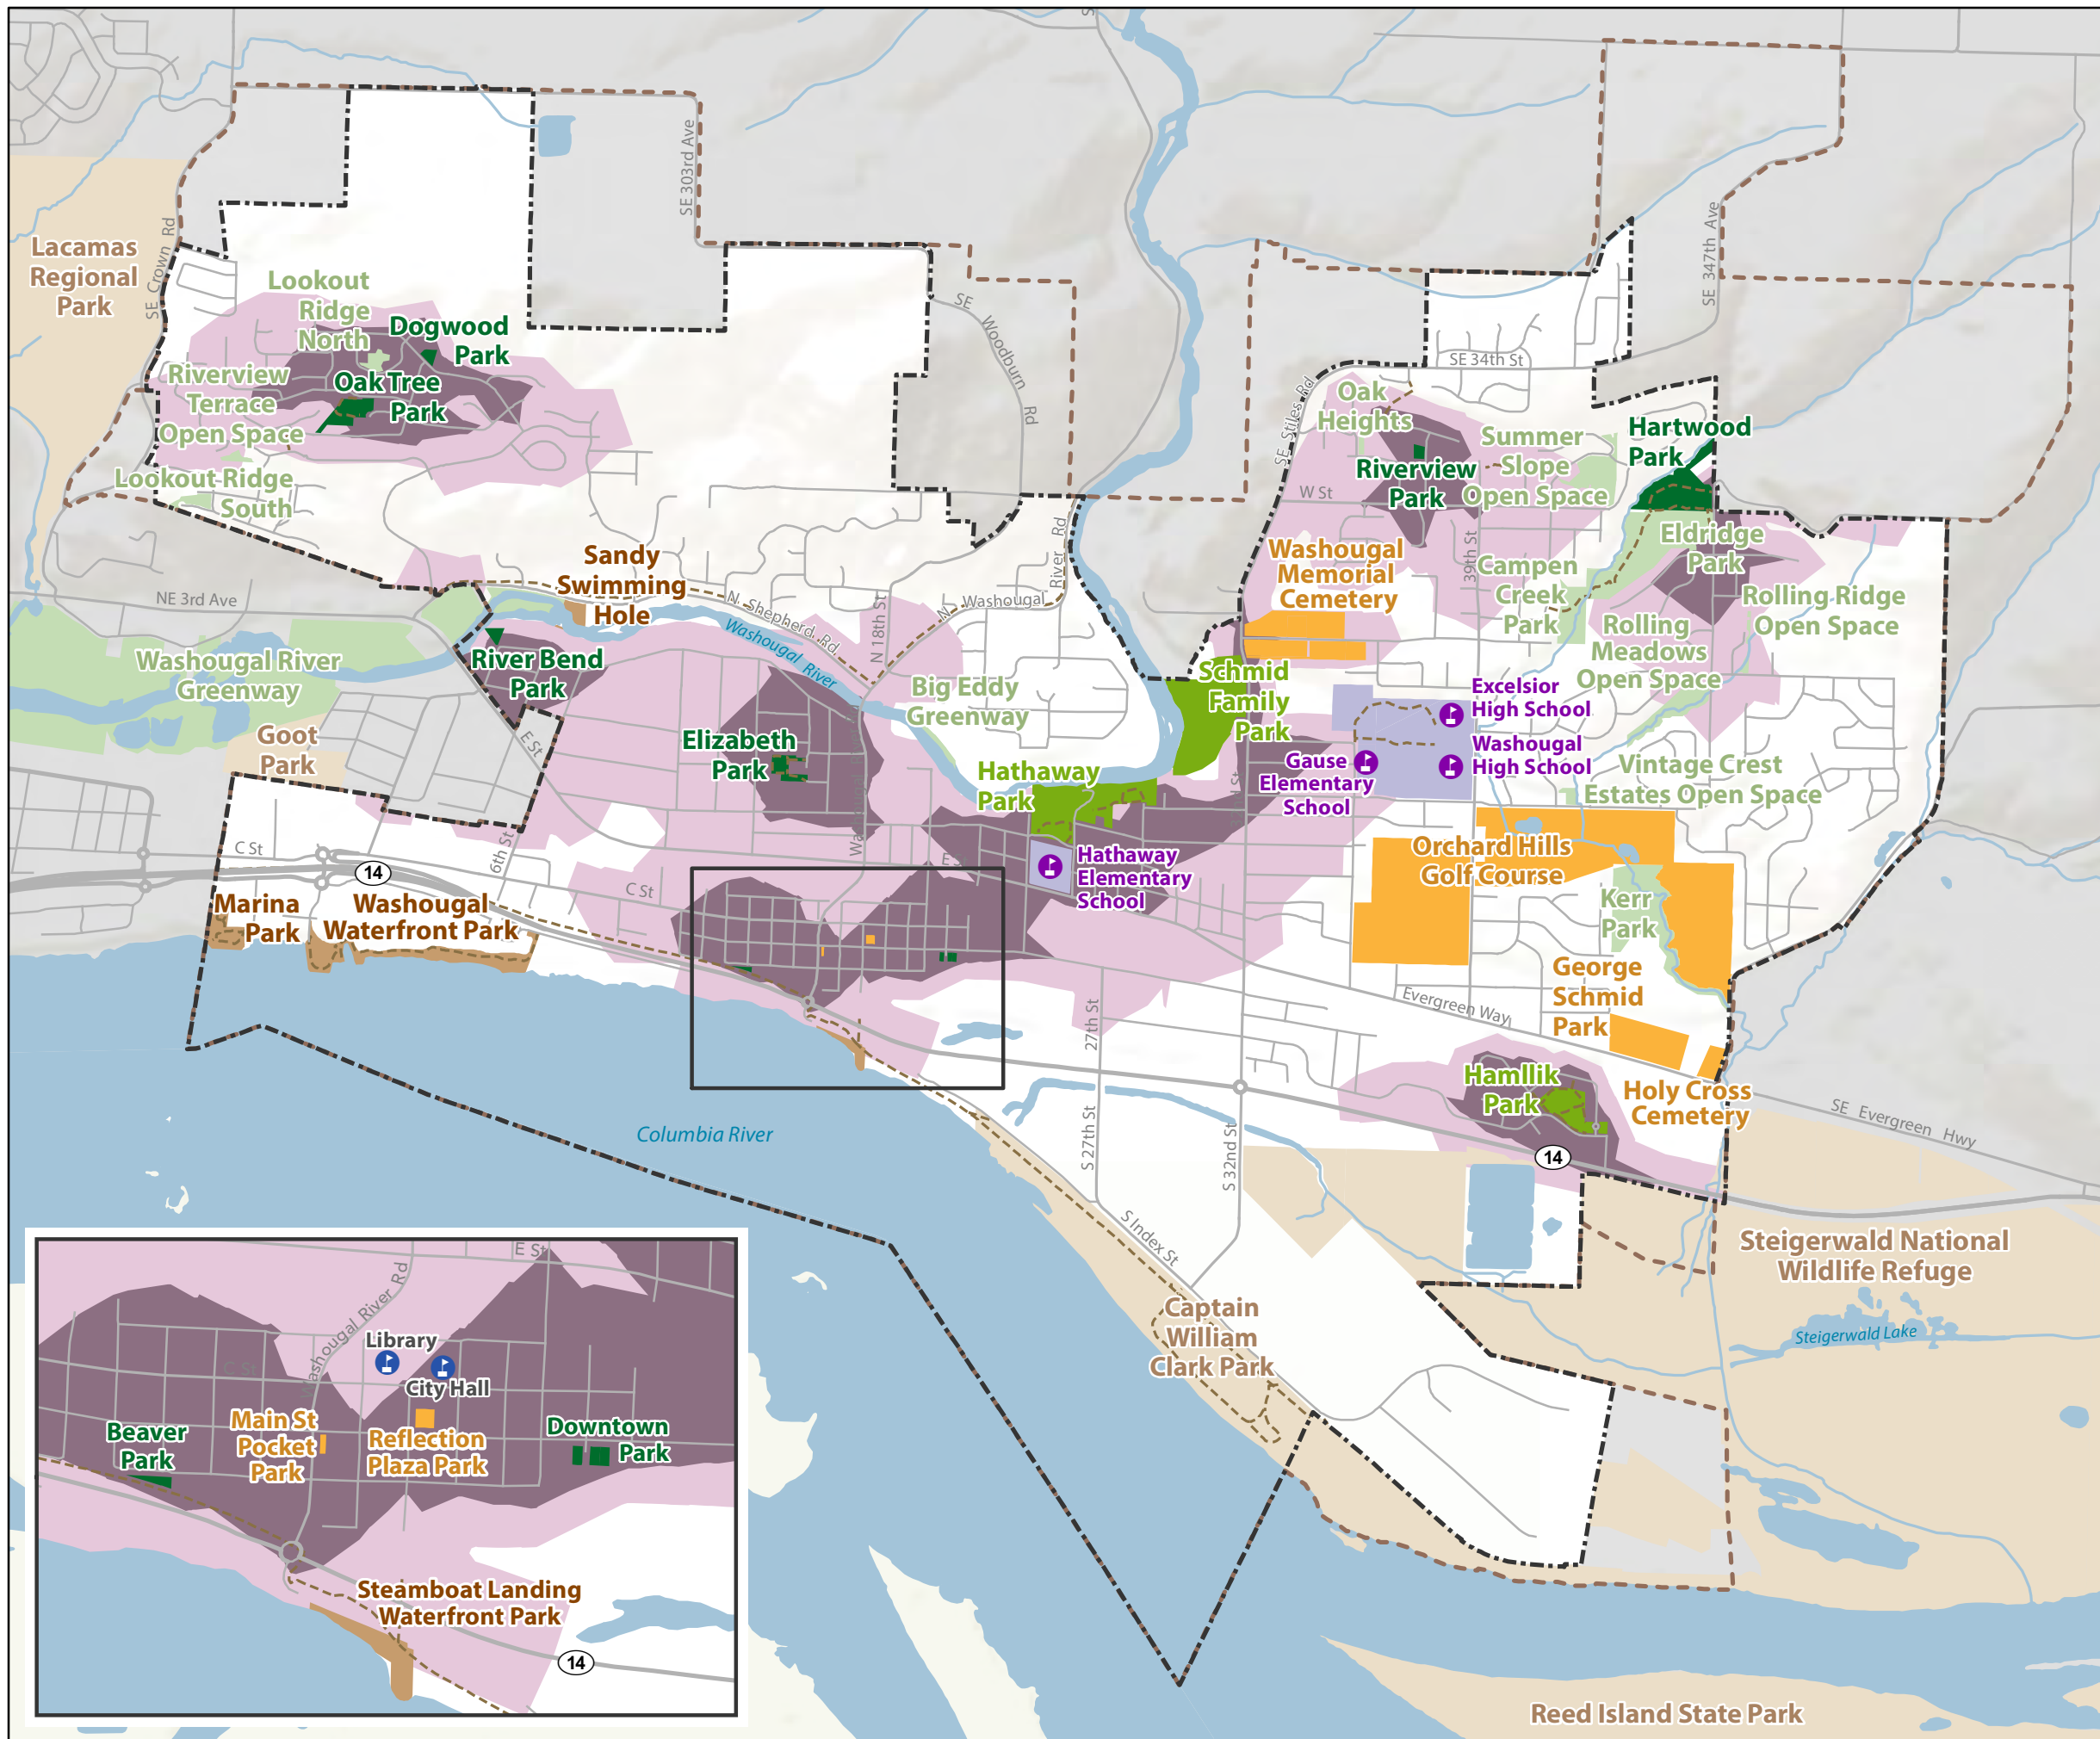 SE 303rd Ave
SE Crown Rd
Lacamas
Regional
Park
Lookout
Ridge
North
Dogwood
Park
Oak Tree
Park
Riverview
Terrace
Open Space
Lookout Ridge
South
SE Woodburn Rd
SE 347th Ave
SE 34th St
SE Stiles Rd
Oak
Heights
Riverview
Park
Summer
Slope
Open Space
Hartwood
Park
W St
39th St
Eldridge
Park
Washougal
Memorial
Cemetery
Campen
Creek
Park
Rolling Ridge
Open Space
Rolling
Meadows
Open Space
Sandy
Swimming
Hole
NE 3rd Ave
N Shepherd Rd
Washougal River
N 18th St
N Washougal River Rd
Washougal River
Greenway
River Bend
Park
Big Eddy
Greenway
Schmid
Family
Park
Excelsior
High School
Washougal
High School
Gause
Elementary
School
Vintage Crest
Estates Open Space
Goot
Park
E St
Elizabeth
Park
Hathaway
Park
Hathaway
Elementary
School
E S
C St
14
6th St
C St
Marina
Park
Washougal
Waterfront Park
Orchard Hills
Golf Course
Kerr
Park
George
Schmid
Park
Evergreen Way
27th St
Hamllik
Park
Holy Cross
Cemetery
SE Evergreen Hwy
14
Columbia River
S 27th St
S 32nd St
S Index St
Captain
William
Clark Park
Steigerwald National
Wildlife Refuge
Steigerwald Lake
Reed Island State Park
E St
Washougal River Rd
Library
City Hall
C St
Beaver
Park
Main St
Pocket
Park
Reflection
Plaza Park
Downtown
Park
Steamboat Landing
Waterfront Park
14